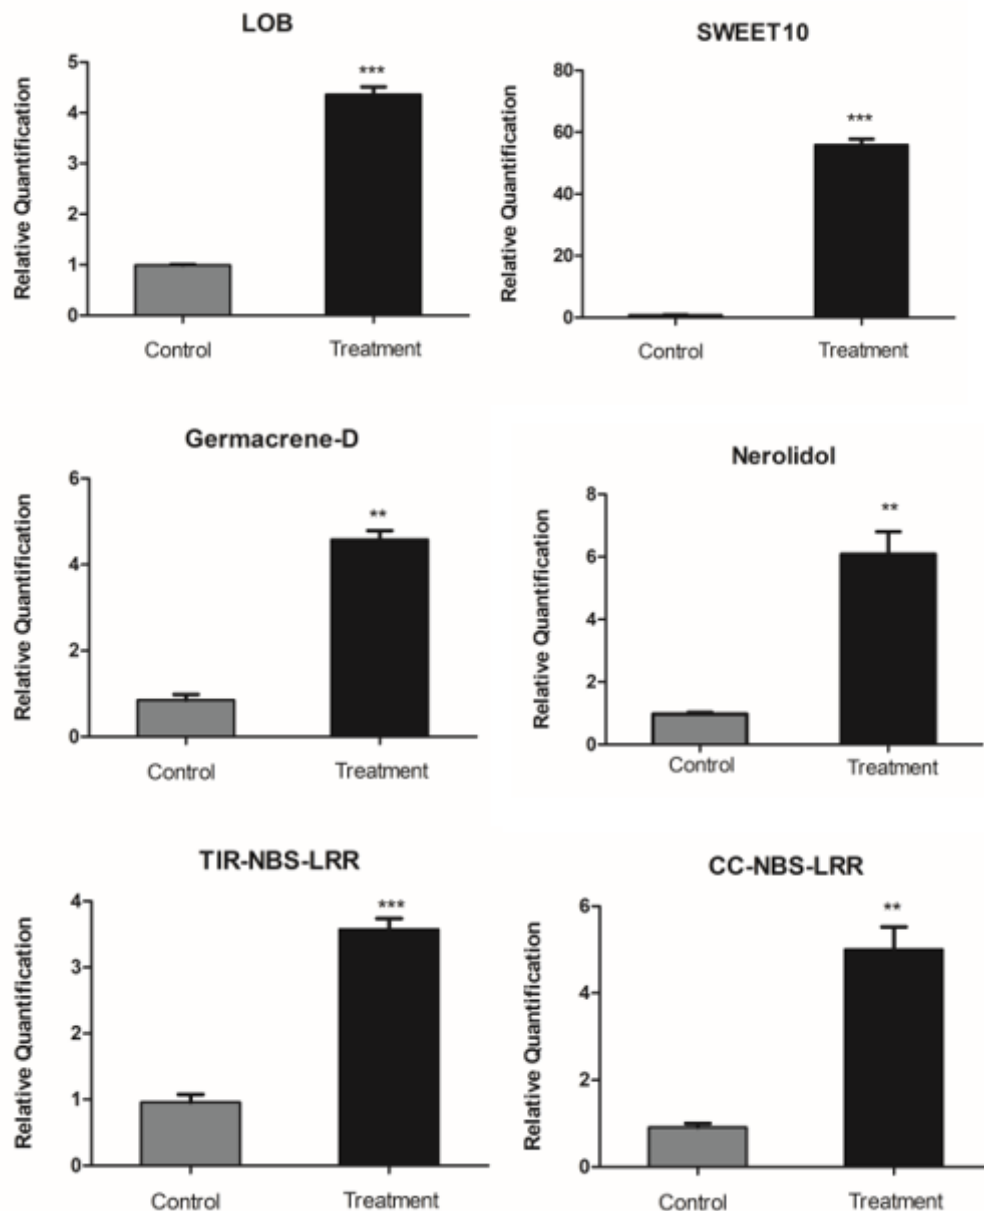 LOB
Relative Quantification
5
4
3
2
1
0
***
Control Treatment
SWEET10
Relative Quantification
80
60
40
20
0
***
Control Treatment
Germacrene-D
Relative Quantification
6
4
2
0
**
Control Treatment
Nerolidol
Relative Quantification
8
6
4
2
0
**
Control Treatment
TIR-NBS-LRR
Relative Quantification
4
3
2
1
0
***
Control Treatment
CC-NBS-LRR
Relative Quantification
6
4
2
0
**
Control Treatment